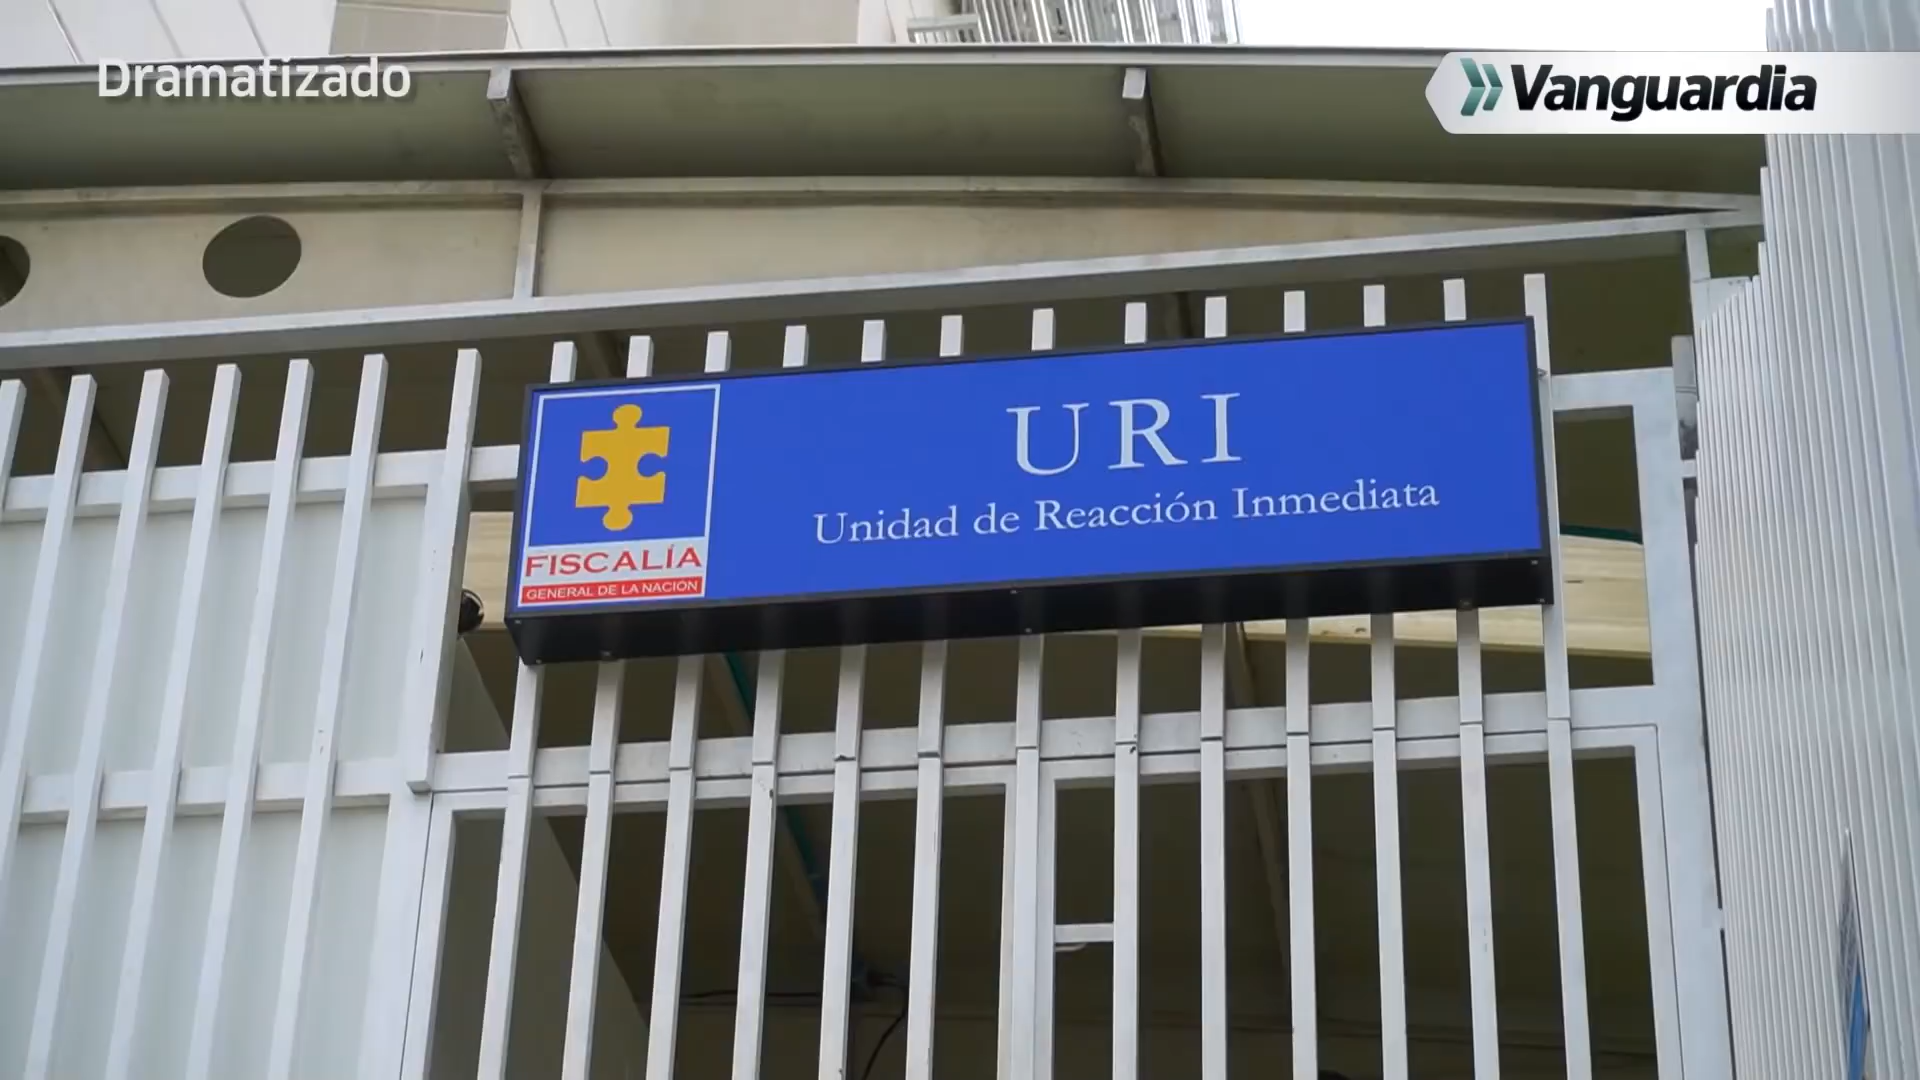 Dramatizado
Vanguardia
URI
Unidad de Reacción Inmediata
FISCALÍA
GENERAL DE LA NACIÓN